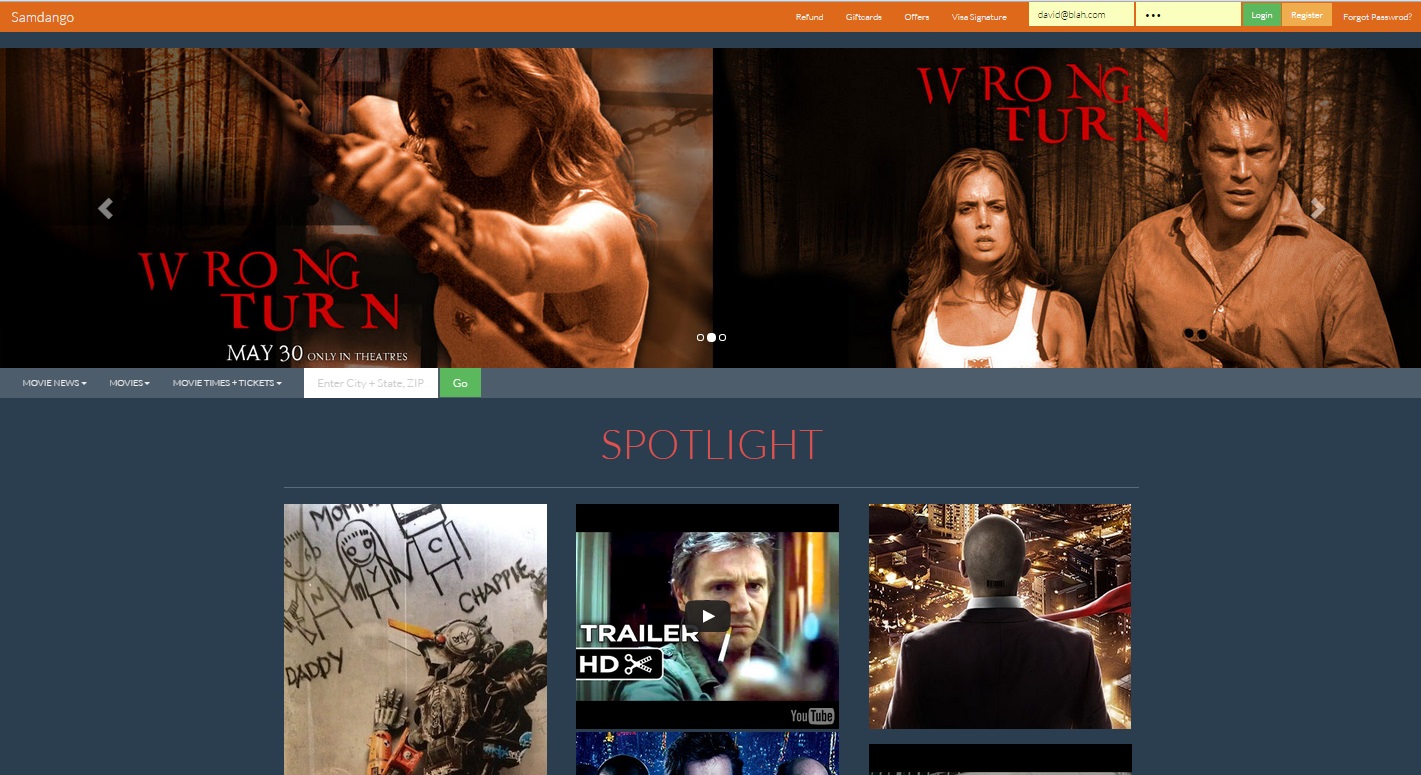 Samdango
Refund Giftcards Offers Visa Signature david@blah.com ••• Login Register Forgot Passwrod?
WRONG
TURN
MAY 30 ONLY IN THEATRES
WRONG
TURN
MOVIE NEWS MOVIES MOVIE TIMES + TICKETS Enter City + State, ZIP Go
SPOTLIGHT
MOMM
C
Y
N
CHAPPIE
DADDY
TRAILER
HD
YouTube